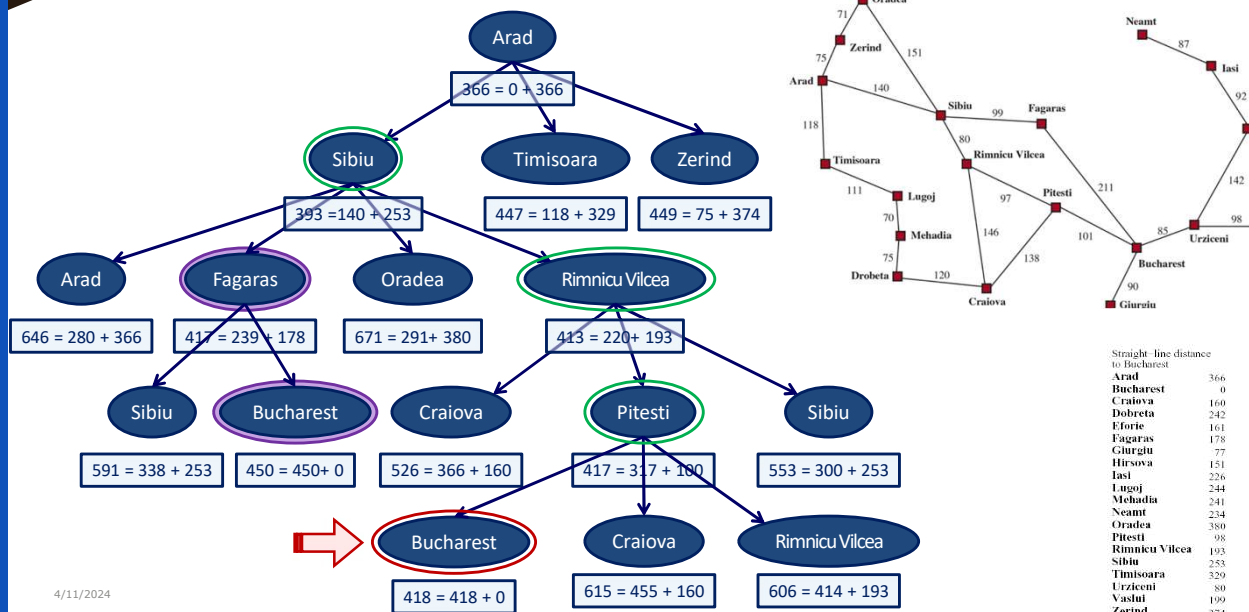 Arad
366 = 0 + 366
Sibiu
Timisoara
Zerind
393 =140 + 253
447 = 118 + 329
449 = 75 + 374
Arad
Fagaras
Oradea
Rimnicu Vilcea
646 = 280 + 366
417 = 239 + 178
671 = 291+ 380
413 = 220+ 193
Sibiu
Bucharest
Craiova
Pitesti
Sibiu
591 = 338 + 253
450 = 450+ 0
526 = 366 + 160
417 = 317 + 100
553 = 300 + 253
Bucharest
Craiova
Rimnicu Vilcea
418 = 418 + 0
615 = 455 + 160
606 = 414 + 193
4/11/2024
Oradea
71
Neamt
Zerind
87
151
75
Iasi
Arad
140
92
Sibiu
99
Fagaras
118
80
Timisoara
Rimnicu Vilcea
142
111
Lugoj
97
Pitesti
211
70
98
Mehadia
146
101
85
Urziceni
75
138
Bucharest
Drobeta
120
90
Craiova
Giurgiu
Straight−line distance
to Bucharest
Arad 366
Bucharest 0
Craiova 160
Dobreta 242
Eforie 161
Fagaras 178
Giurgiu 77
Hirsova 151
Iasi 226
Lugoj 244
Mehadia 241
Neamt 234
Oradea 380
Pitesti 98
Rimnicu Vilcea 193
Sibiu 253
Timisoara 329
Urziceni 80
Vaslui 199
Zerind 374